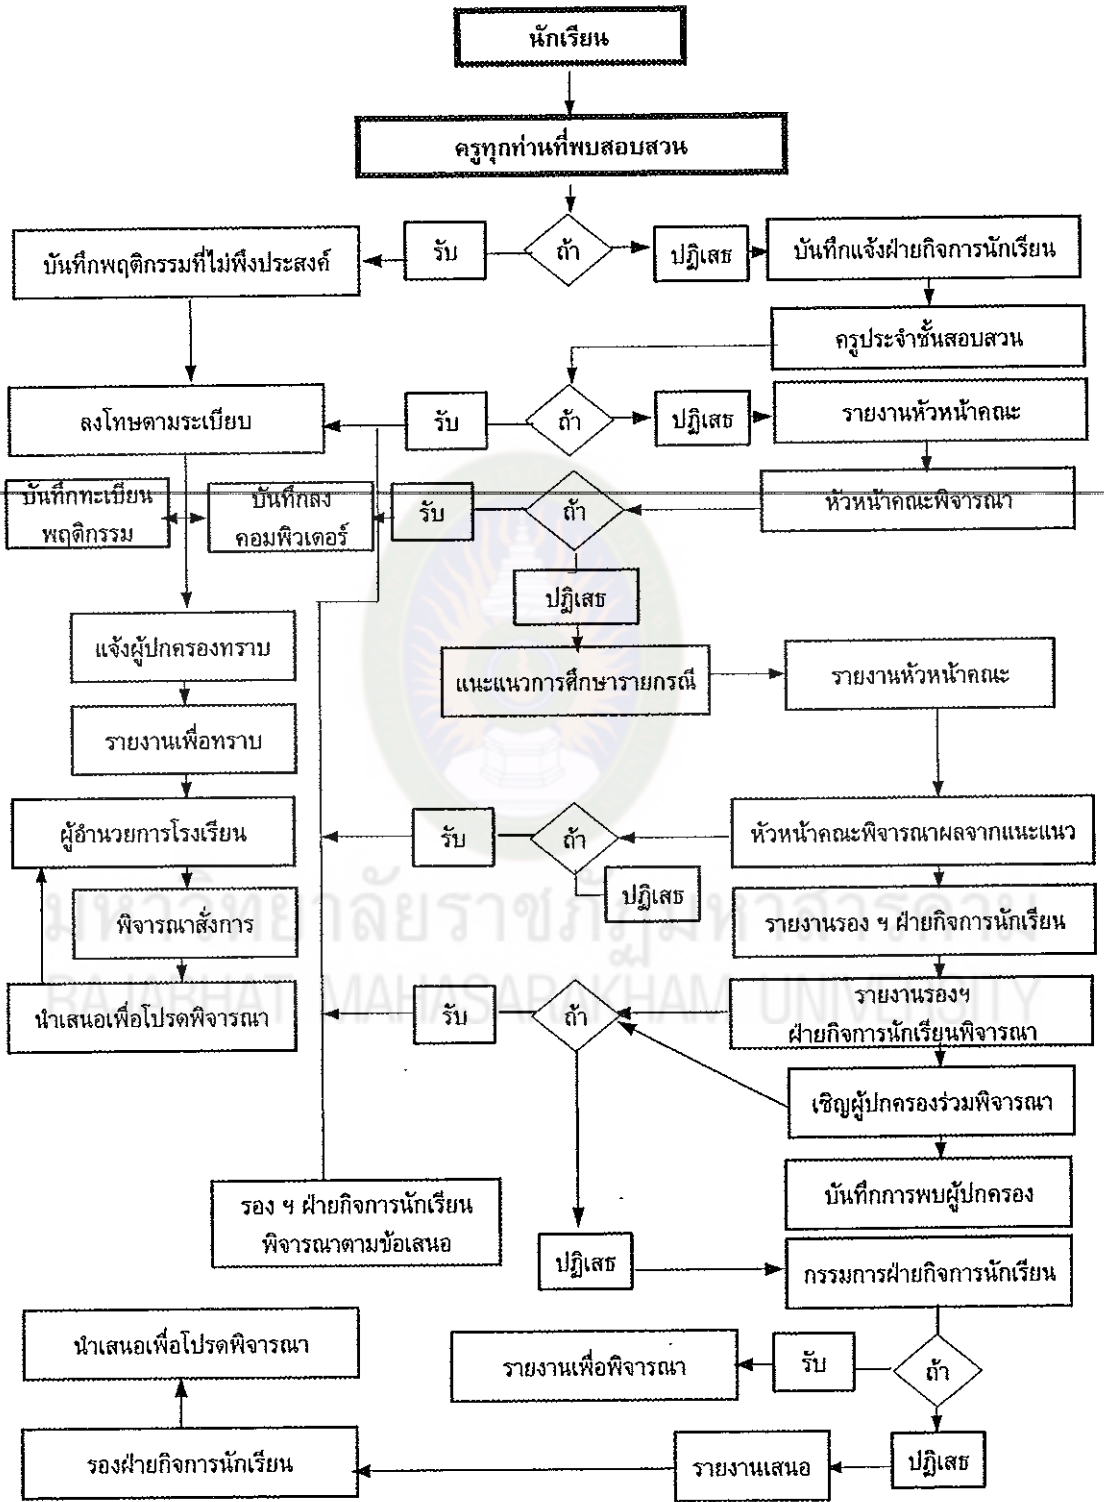 นักเรียน
ครูทุกท่านที่พบสอบสวน
บันทึกพฤติกรรมที่ไม่พึงประสงค์
รับ
ถ้า
ปฏิเสธ
บันทึกแจ้งฝ่ายกิจการนักเรียน
ครูประจำชั้นสอบสวน
ลงโทษตามระเบียบ
รับ
ถ้า
ปฏิเสธ
รายงานหัวหน้าคณะ
บันทึกทะเบียน
พฤติกรรม
บันทึกลง
คอมพิวเตอร์
รับ
ถ้า
หัวหน้าคณะพิจารณา
ปฏิเสธ
แจ้งผู้ปกครองทราบ
แนะแนวการศึกษารายกรณี
รายงานหัวหน้าคณะ
รายงานเพื่อทราบ
ผู้อำนวยการโรงเรียน
รับ
ถ้า
หัวหน้าคณะพิจารณาผลจากแนะแนว
ปฏิเสธ
พิจารณาสั่งการ
รายงานรอง ฯ ฝ่ายกิจการนักเรียน
มหาวิทยาลัยราชภัฏมหาสารคาม
RAJABHAT MAHASARAKHAM UNIVERSITY
นำเสนอเพื่อโปรดพิจารณา
รับ
ถ้า
รายงานรองฯ
ฝ่ายกิจการนักเรียนพิจารณา
เชิญผู้ปกครองร่วมพิจารณา
บันทึกการพบผู้ปกครอง
รอง ฯ ฝ่ายกิจการนักเรียน
พิจารณาตามข้อเสนอ
ปฏิเสธ
กรรมการฝ่ายกิจการนักเรียน
นำเสนอเพื่อโปรดพิจารณา
รายงานเพื่อพิจารณา
รับ
ถ้า
รองฝ่ายกิจการนักเรียน
รายงานเสนอ
ปฏิเสธ